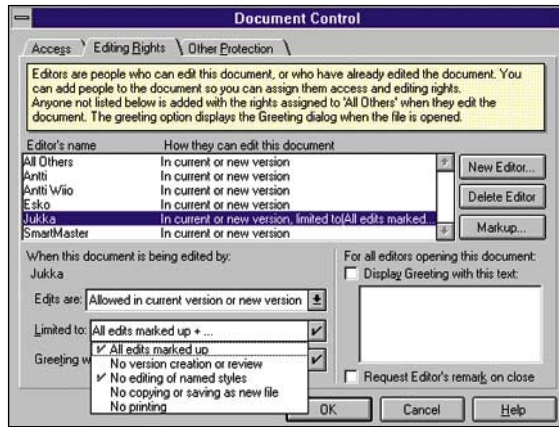 Document Control
Access
Editing Rights
Other Protection
Editors are people who can edit this document, or who have already edited the document. You
can add people to the document so you can assign them access and editing rights.
Anyone not listed below is added with the rights assigned to 'All Others' when they edit the
document. The greeting option displays the Greeting dialog when the file is opened.
Editor's name How they can edit this document
All Others In current or new version
Antti In current or new version
Antti Wiio In current or new version
Esko In current or new version
Jukka In current or new version, limited to(All edits marked...
SmartMaster In current or new version
New Editor...
Delete Editor
Markup...
When this document is being edited by:
Jukka
Edits are: Allowed in current version or new version
Limited to: All edits marked up + ...
Greeting w
All edits marked up
No version creation or review
No editing of named styles
No copying or saving as new file
No printing
For all editors opening this document:
Display Greeting with this text:
Request Editor's remark on close
OK
Cancel
Help